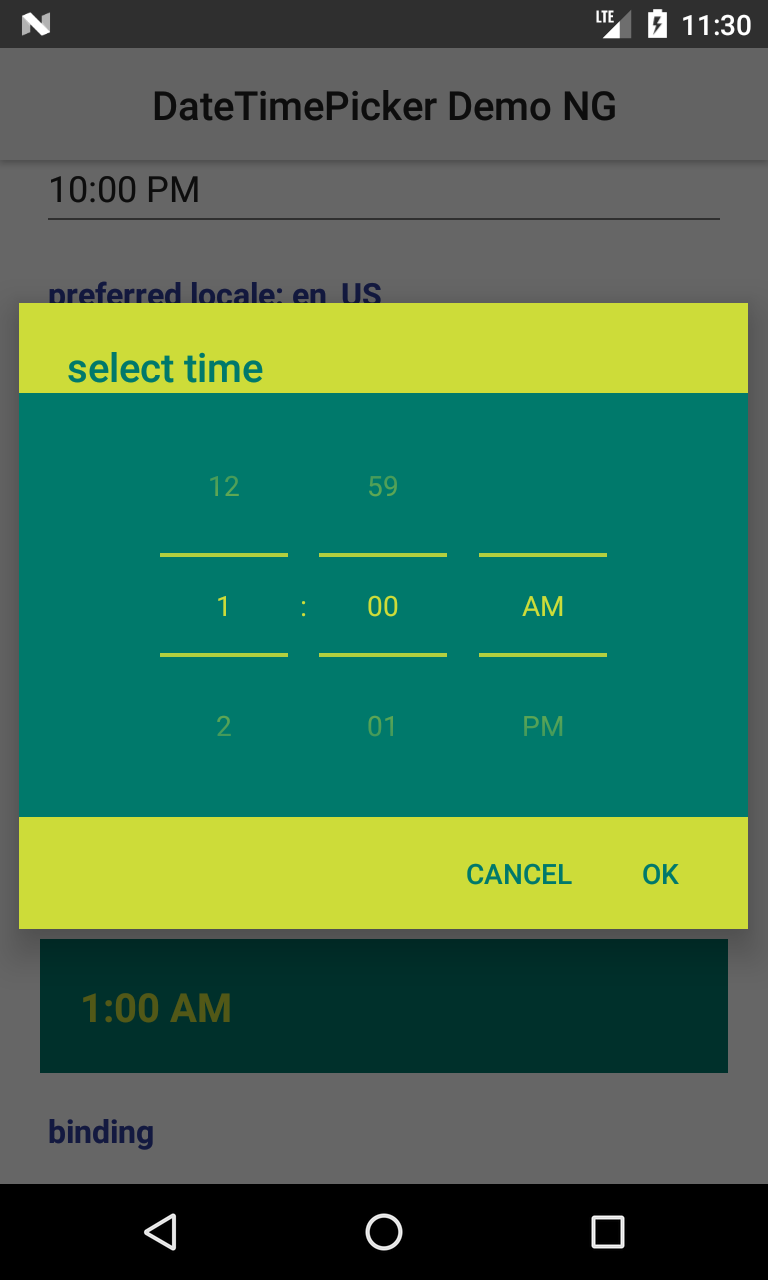 LTE 11:30
DateTimePicker Demo NG
10:00 PM
preferred locale: en_US
select time
12 59
1 : 00 AM
2 01 PM
CANCEL OK
1:00 AM
binding